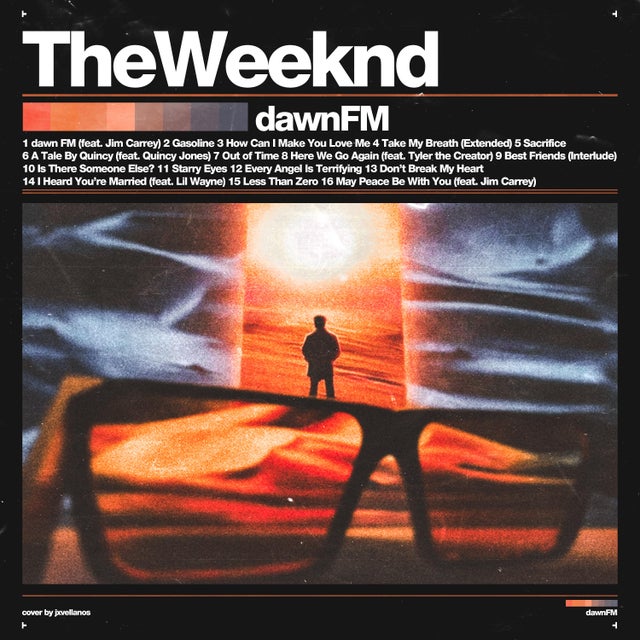 TheWeeknd
dawnFM
1 dawn FM (feat. Jim Carrey) 2 Gasoline 3 How Can I Make You Love Me 4 Take My Breath (Extended) 5 Sacrifice
6 A Tale By Quincy (feat. Quincy Jones) 7 Out of Time 8 Here We Go Again (feat. Tyler the Creator) 9 Best Friends (Interlude)
10 Is There Someone Else? 11 Starry Eyes 12 Every Angel Is Terrifying 13 Don't Break My Heart
14 I Heard You're Married (feat. Lil Wayne) 15 Less Than Zero 16 May Peace Be With You (feat. Jim Carrey)
cover by jxvellanos
dawnFM